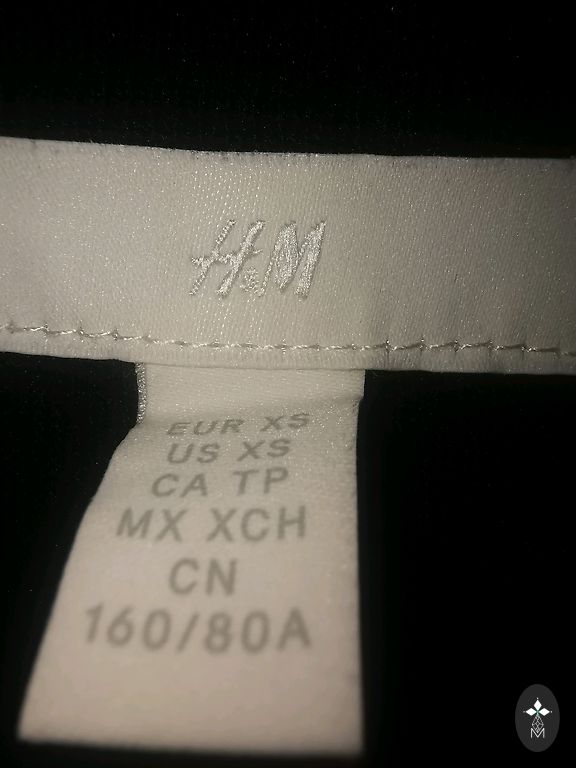 H&M
EUR XS
US XS
CA TP
MX XCH
CN
160/80A
M